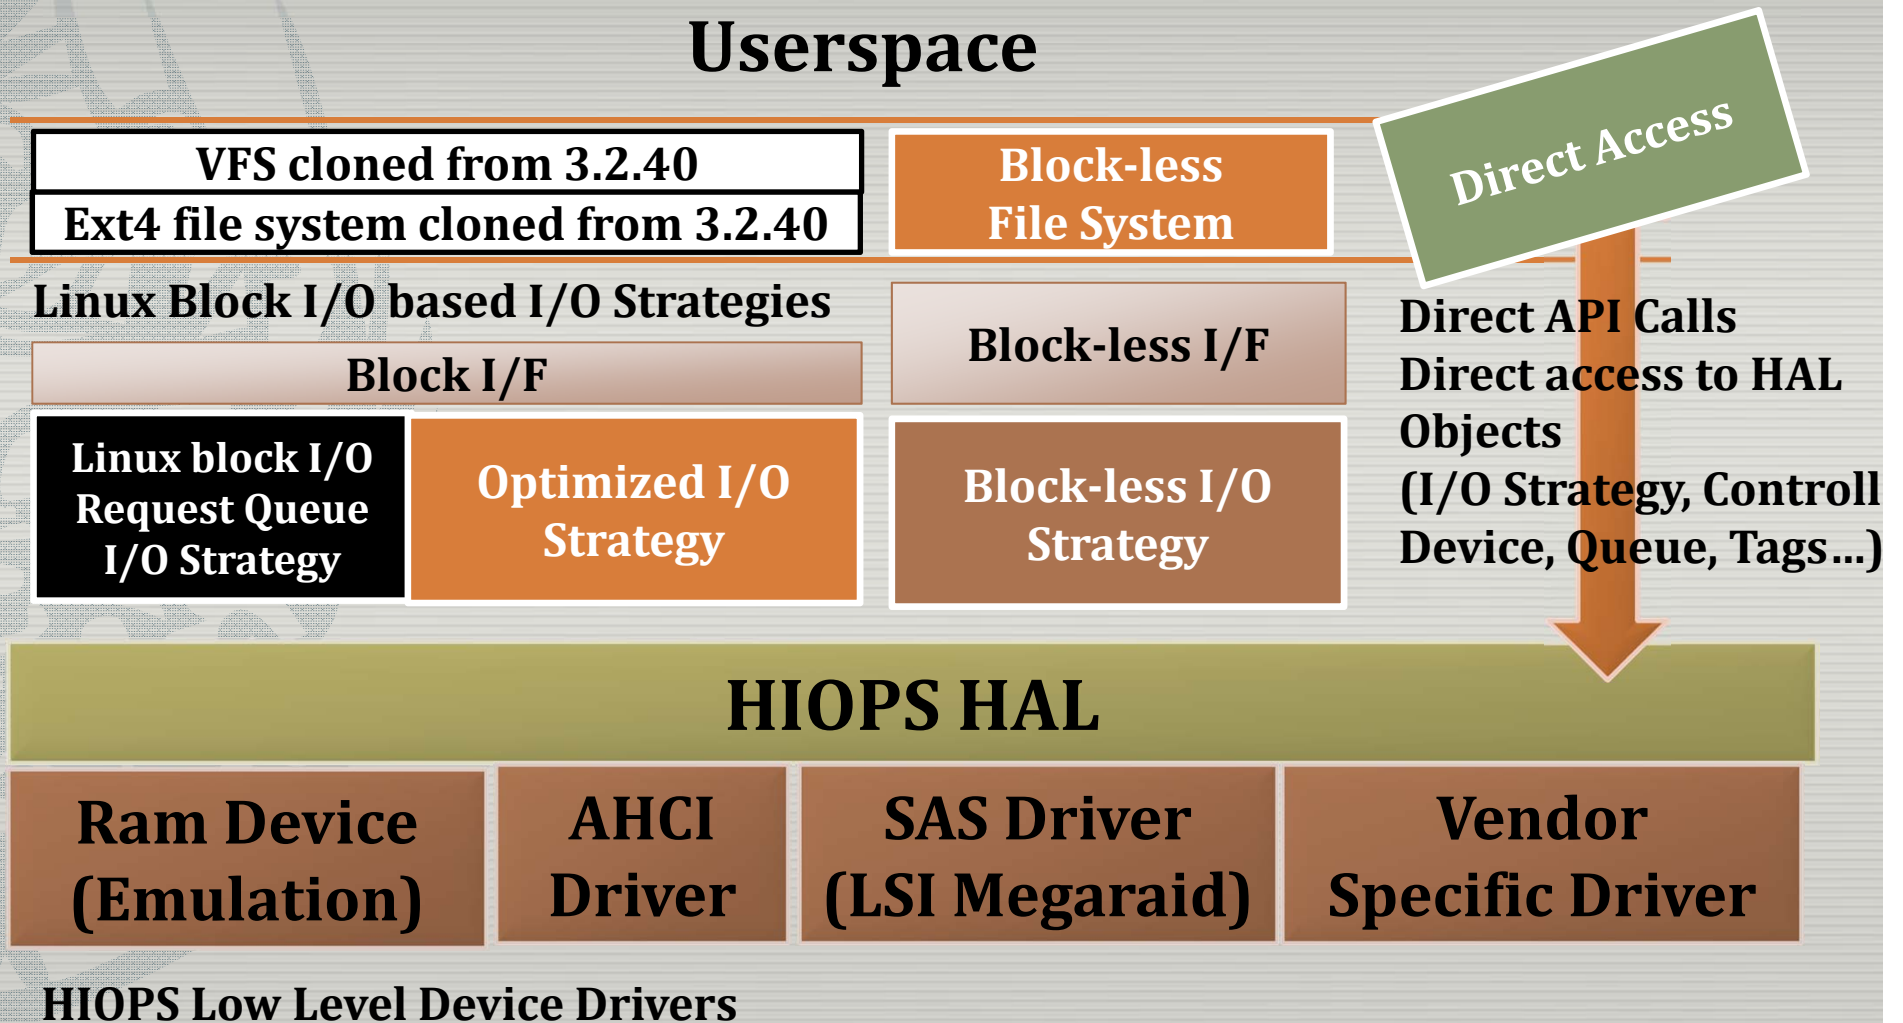 Userspace
VFS cloned from 3.2.40
Ext4 file system cloned from 3.2.40
Block-less
File System
Direct Access
Linux Block I/O based I/O Strategies
Block I/F
Block-less I/F
Linux block I/O
Request Queue
I/O Strategy
Optimized I/O
Strategy
Block-less I/O
Strategy
Direct API Calls
Direct access to HAL
Objects
(I/O Strategy, Controll
Device, Queue, Tags…)
HIOPS HAL
Ram Device
(Emulation)
AHCI
Driver
SAS Driver
(LSI Megaraid)
Vendor
Specific Driver
HIOPS Low Level Device Drivers